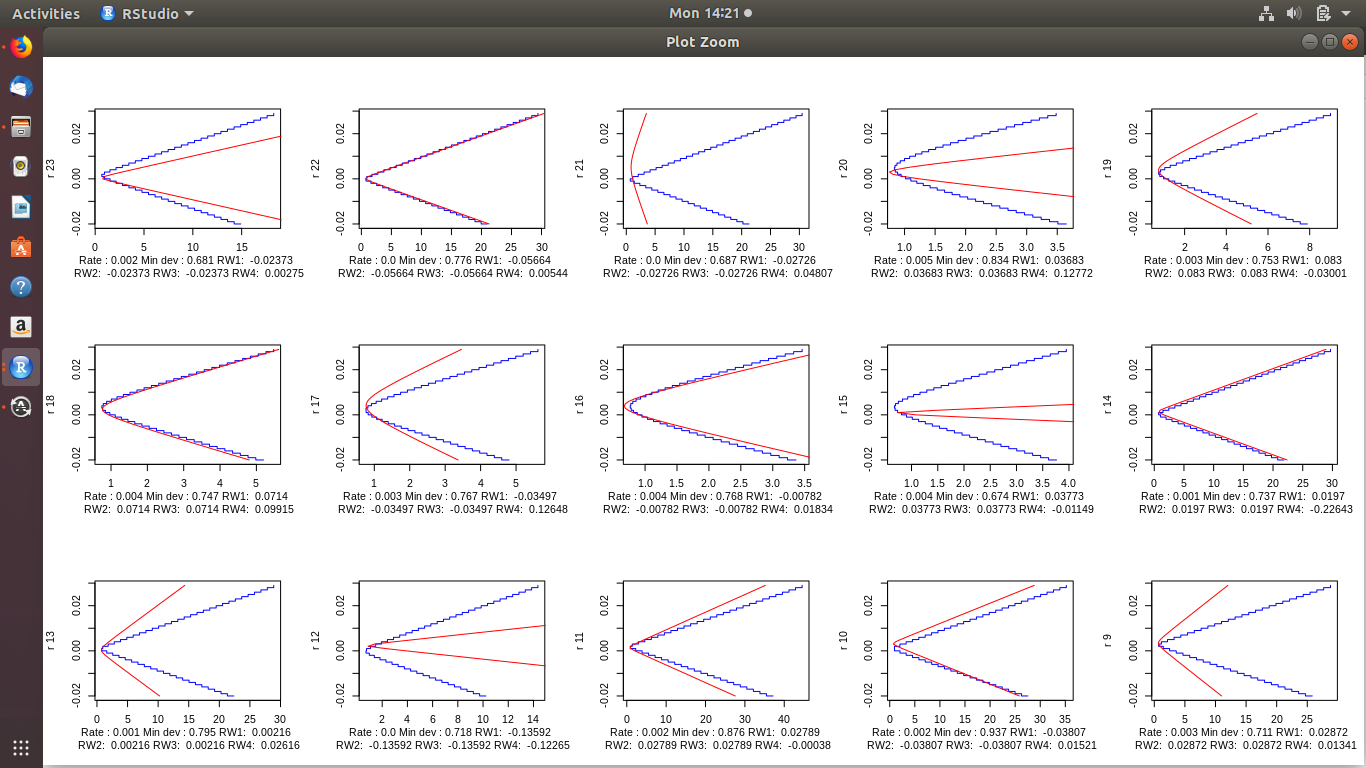 Activities RStudio Mon 14:21
Plot Zoom
r 23
-0.02 0.00 0.02
0 5 10 15
Rate : 0.002 Min dev : 0.681 RW1: -0.02373
RW2: -0.02373 RW3: -0.02373 RW4: 0.00275
r 22
-0.02 0.00 0.02
0 5 10 15 20 25 30
Rate : 0.0 Min dev : 0.776 RW1: -0.05664
RW2: -0.05664 RW3: -0.05664 RW4: 0.00544
r 21
-0.02 0.00 0.02
0 5 10 15 20 25 30
Rate : 0.0 Min dev : 0.687 RW1: -0.02726
RW2: -0.02726 RW3: -0.02726 RW4: 0.04807
r 20
-0.02 0.00 0.02
1.0 1.5 2.0 2.5 3.0 3.5
Rate : 0.005 Min dev : 0.834 RW1: 0.03683
RW2: 0.03683 RW3: 0.03683 RW4: 0.12772
r 19
-0.02 0.00 0.02
2 4 6 8
Rate : 0.003 Min dev : 0.753 RW1: 0.083
RW2: 0.083 RW3: 0.083 RW4: -0.03001
r 18
-0.02 0.00 0.02
1 2 3 4 5
Rate : 0.004 Min dev : 0.747 RW1: 0.0714
RW2: 0.0714 RW3: 0.0714 RW4: 0.09915
r 17
-0.02 0.00 0.02
1 2 3 4 5
Rate : 0.003 Min dev : 0.767 RW1: -0.03497
RW2: -0.03497 RW3: -0.03497 RW4: 0.12648
r 16
-0.02 0.00 0.02
1.0 1.5 2.0 2.5 3.0 3.5
Rate : 0.004 Min dev : 0.768 RW1: -0.00782
RW2: -0.00782 RW3: -0.00782 RW4: 0.01834
r 15
-0.02 0.00 0.02
1.0 1.5 2.0 2.5 3.0 4.0
Rate : 0.004 Min dev : 0.674 RW1: 0.03773
RW2: 0.03773 RW3: 0.03773 RW4: -0.01149
r 14
-0.02 0.00 0.02
0 5 10 15 20 25 30
Rate : 0.001 Min dev : 0.737 RW1: 0.0197
RW2: 0.0197 RW3: 0.0197 RW4: -0.22643
r 13
-0.02 0.00 0.02
0 5 10 15 20 25 30
Rate : 0.001 Min dev : 0.795 RW1: 0.00216
RW2: 0.00216 RW3: 0.00216 RW4: 0.02616
r 12
-0.02 0.00 0.02
2 4 6 8 10 12 14
Rate : 0.0 Min dev : 0.718 RW1: -0.13592
RW2: -0.13592 RW3: -0.13592 RW4: -0.12265
r 11
-0.02 0.00 0.02
0 10 20 30 40
Rate : 0.002 Min dev : 0.876 RW1: 0.02789
RW2: 0.02789 RW3: 0.02789 RW4: -0.00038
r 10
-0.02 0.00 0.02
0 5 10 15 20 25 30 35
Rate : 0.002 Min dev : 0.937 RW1: -0.03807
RW2: -0.03807 RW3: -0.03807 RW4: 0.01521
r 9
-0.02 0.00 0.02
0 5 10 15 20 25
Rate : 0.003 Min dev : 0.711 RW1: 0.02872
RW2: 0.02872 RW3: 0.02872 RW4: 0.01341